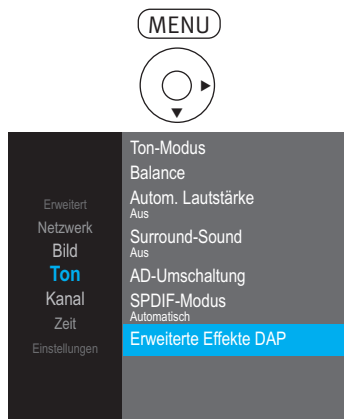 MENU
Erweitert
Netzwerk
Bild
Ton
Kanal
Zeit
Einstellungen
Ton-Modus
Balance
Autom. Lautstärke
Aus
Surround-Sound
Aus
AD-Umschaltung
SPDIF-Modus
Automatisch
Erweiterte Effekte DAP